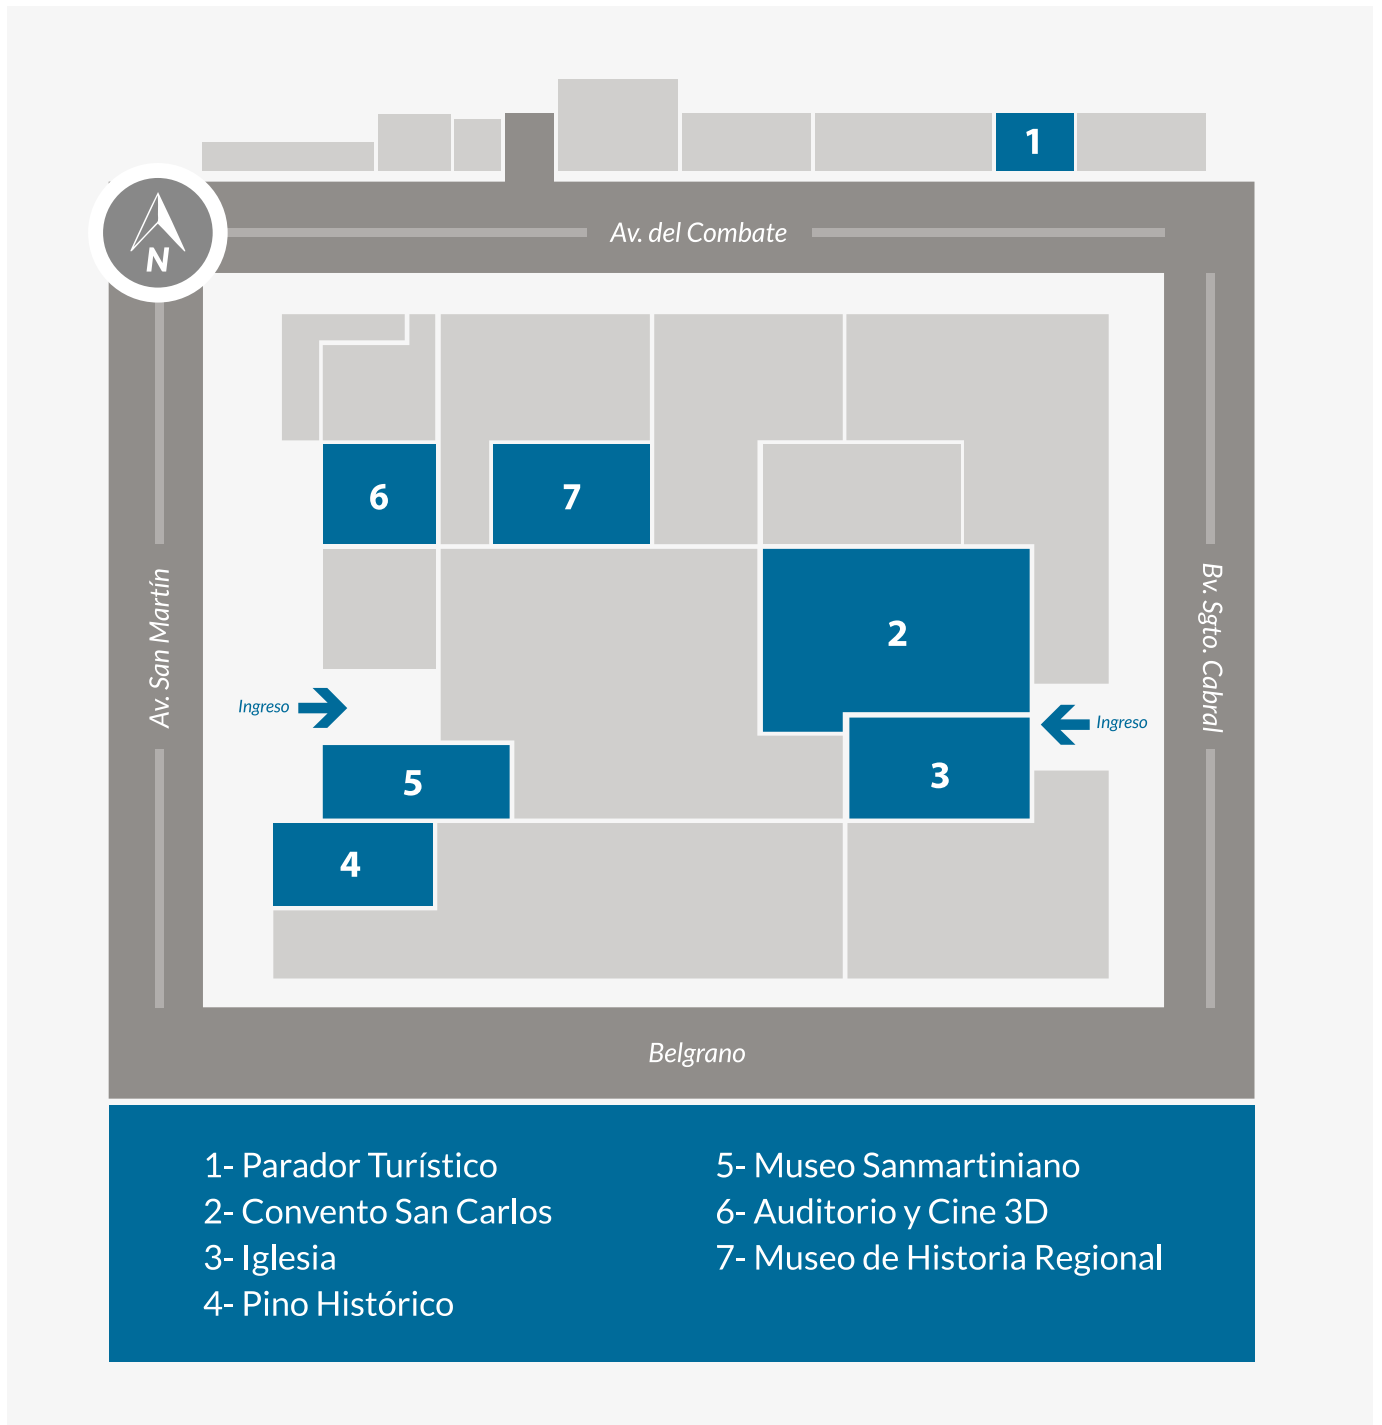 1
Av. del Combate
N
6
7
Av. San Martín
Bv. Sgto. Cabral
2
Ingreso
Ingreso
5
3
4
Belgrano
1- Parador Turístico
2- Convento San Carlos
3- Iglesia
4- Pino Histórico
5- Museo Sanmartiniano
6- Auditorio y Cine 3D
7- Museo de Historia Regional